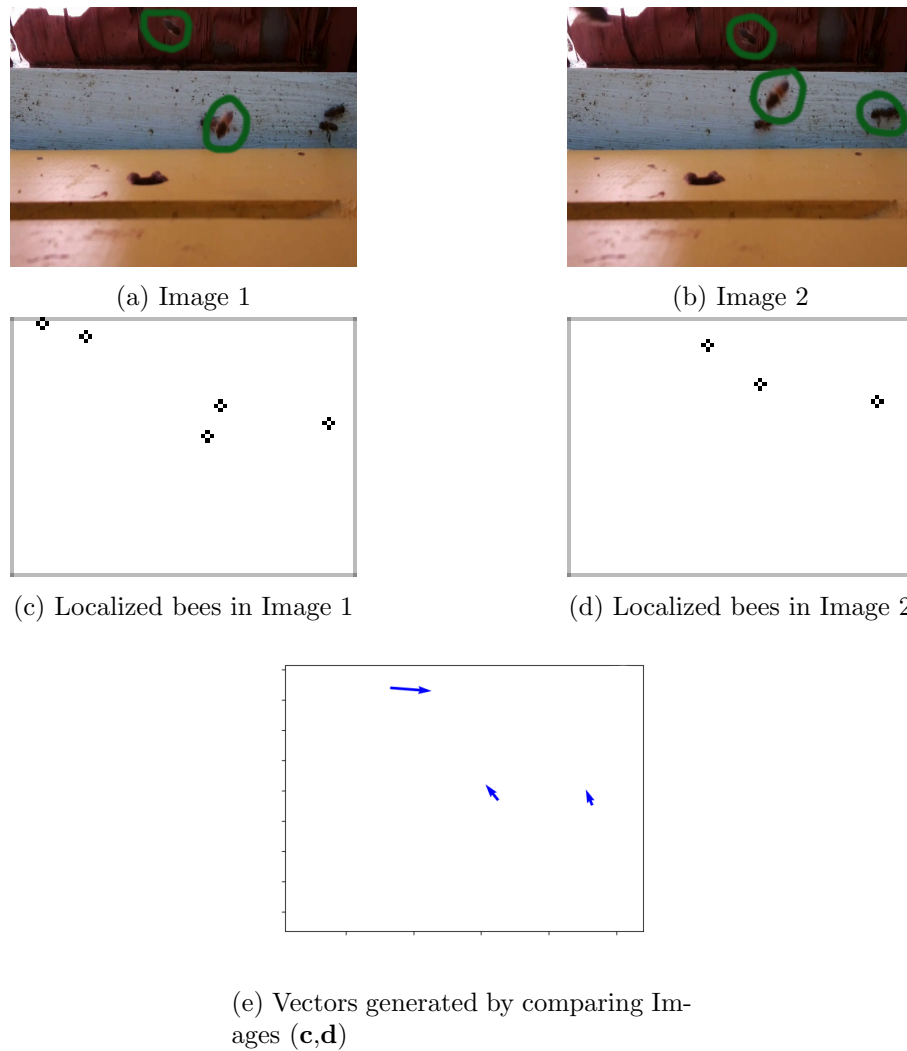 (a) Image 1
(b) Image 2
(c) Localized bees in Image 1
(d) Localized bees in Image 2
(e) Vectors generated by comparing Im-
ages (c,d)